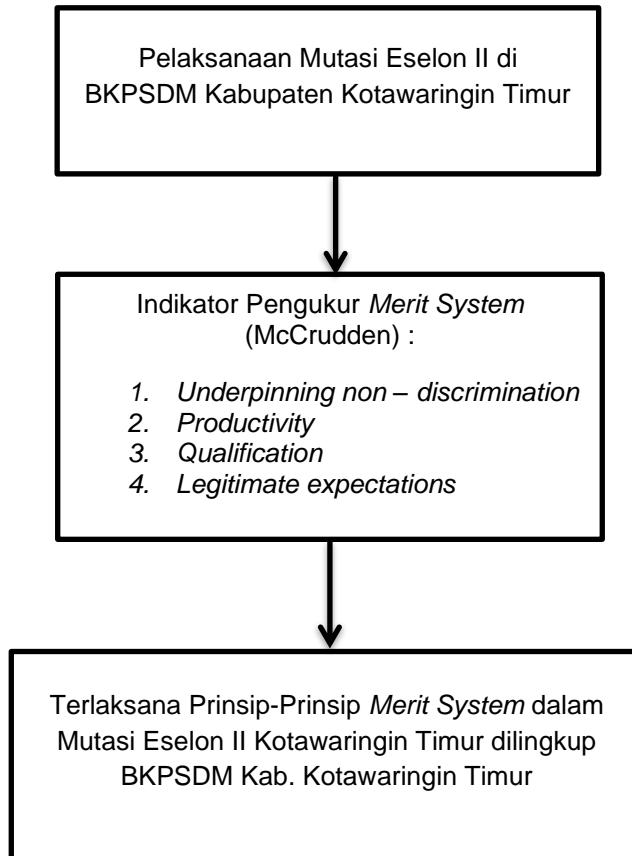 Pelaksanaan Mutasi Eselon II di
BKPSDM Kabupaten Kotawaringin Timur
Indikator Pengukur Merit System
(McCrudden) :
1. Underpinning non – discrimination
2. Productivity
3. Qualification
4. Legitimate expectations
Terlaksana Prinsip-Prinsip Merit System dalam
Mutasi Eselon II Kotawaringin Timur dilingkup
BKPSDM Kab. Kotawaringin Timur